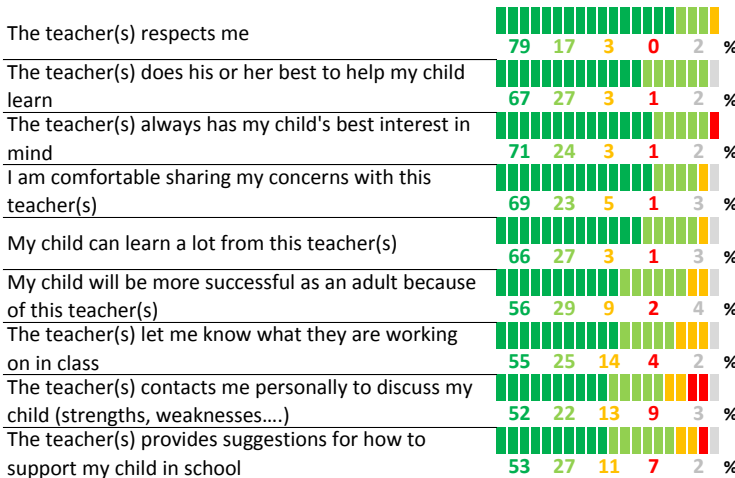 The teacher(s) respects me
79 17 3 0 2 %
The teacher(s) does his or her best to help my child
learn
67 27 3 1 2 %
The teacher(s) always has my child's best interest in
mind
71 24 3 1 2 %
I am comfortable sharing my concerns with this
teacher(s)
69 23 5 1 3 %
My child can learn a lot from this teacher(s)
66 27 3 1 3 %
My child will be more successful as an adult because
of this teacher(s)
56 29 9 2 4 %
The teacher(s) let me know what they are working
on in class
55 25 14 4 2 %
The teacher(s) contacts me personally to discuss my
child (strengths, weaknesses....)
52 22 13 9 3 %
The teacher(s) provides suggestions for how to
support my child in school
53 27 11 7 2 %